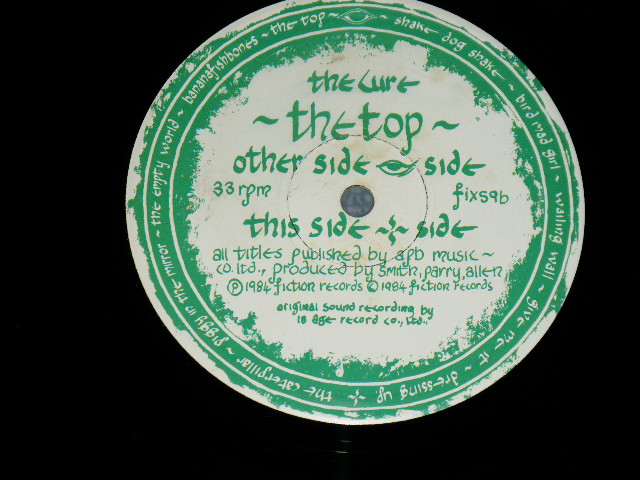 the cure
~ the top ~
other side side
33 rpm
fixs9b
this side ~ ~ side
all titles published by apb music ~
co. ltd., produced by smith, parry, allen,
℗ 1984 fiction records © 1984 fiction records
original sound recording by
18 age record co., ltd.,
~ shake dog shake ~ bird mad girl ~ wailing wall ~ give me it ~ dressing up
the caterpillar ~ piggy in the mirror ~ the empty world ~ bananafishbones ~ the top ~